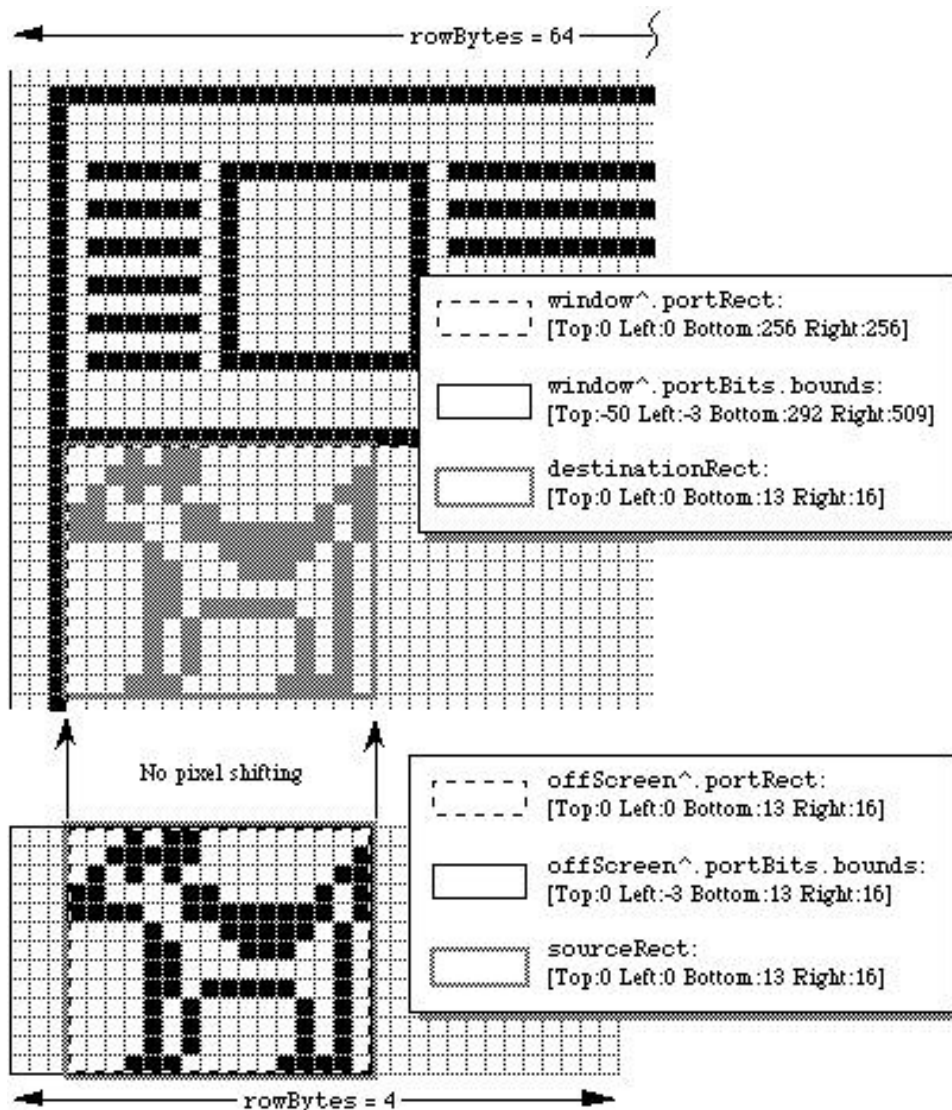 rowBytes = 64
window^.portRect:
[Top:0 Left:0 Bottom:256 Right:256]
window^.portBits.bounds:
[Top:-50 Left:-3 Bottom:292 Right:509]
destinationRect:
[Top:0 Left:0 Bottom:13 Right:16]
No pixel shifting
offScreen^.portRect:
[Top:0 Left:0 Bottom:13 Right:16]
offScreen^.portBits.bounds:
[Top:0 Left:-3 Bottom:13 Right:16]
sourceRect:
[Top:0 Left:0 Bottom:13 Right:16]
rowBytes = 4